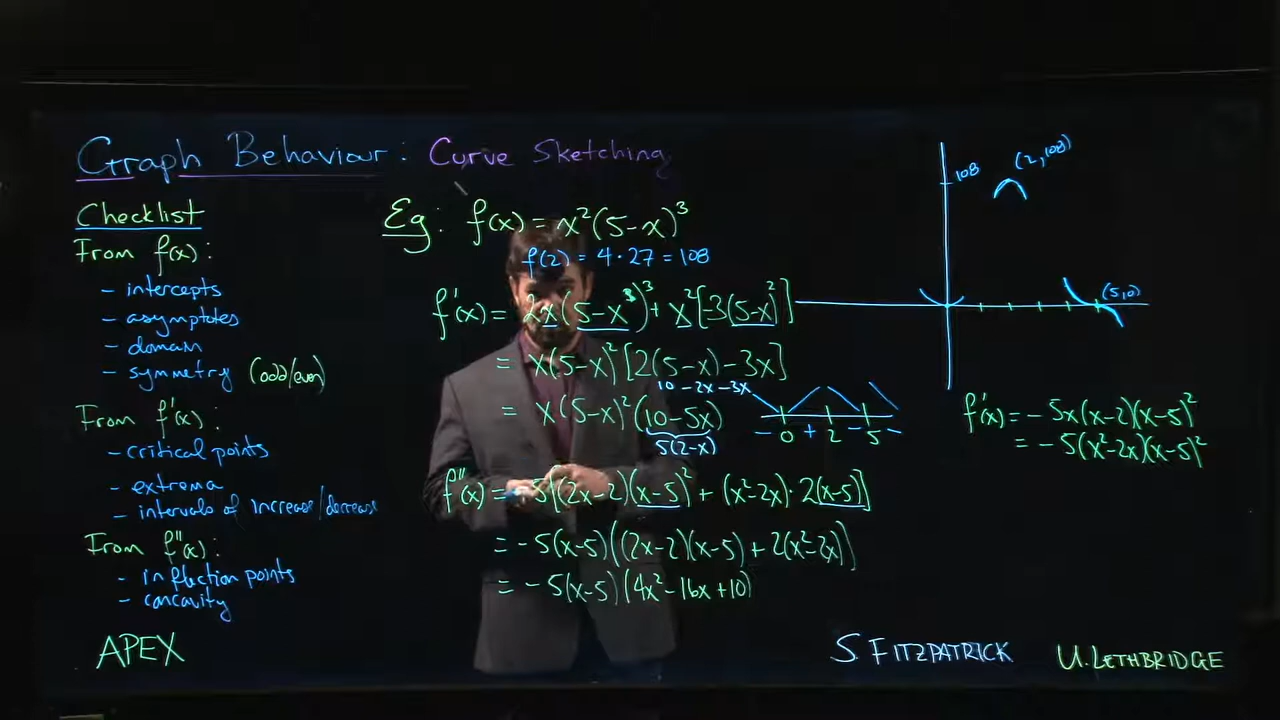 Graph Behaviour: Curve Sketching
Checklist
From f(x):
- intercepts
- asymptotes
- domain
- symmetry (odd/even)
From f'(x):
- critical points
- extrema
- intervals of increase/decrease
From f"(x):
- inflection points
- concavity
APEX
Eg: f(x) = x²(5-x)³
f(2) = 4·27 = 108
f'(x) = 2x(5-x)³ + x²[-3(5-x)²]
= x(5-x)²[2(5-x)-3x]
10-2x-3x
= x(5-x)²(10-5x)
5(2-x)
- 0 + 2 - 5 -
f"(x) = -5[(2x-2)(x-5)² + (x²-2x)·2(x-5)]
= -5(x-5)((2x-2)(x-5)+2(x²-2x))
= -5(x-5)(4x²-16x+10)
108
(2,108)
(5,0)
f'(x) = -5x(x-2)(x-5)²
= -5(x²-2x)(x-5)²
S. FITZPATRICK
U. LETHBRIDGE